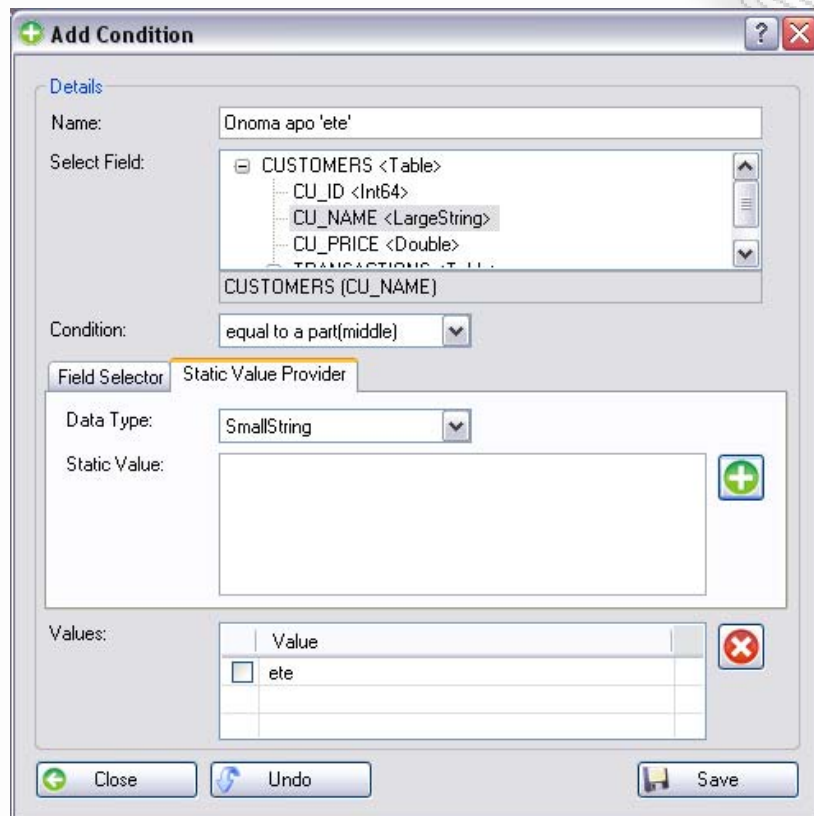 Add Condition
Details
Name: Onoma apo 'ete'
Select Field: CUSTOMERS <Table>
CU_ID <Int64>
CU_NAME <LargeString>
CU_PRICE <Double>
TRANSACTIONS <Table>
CUSTOMERS (CU_NAME)
Condition: equal to a part(middle)
Field Selector Static Value Provider
Data Type: SmallString
Static Value:
Values: Value
ete
Close Undo Save